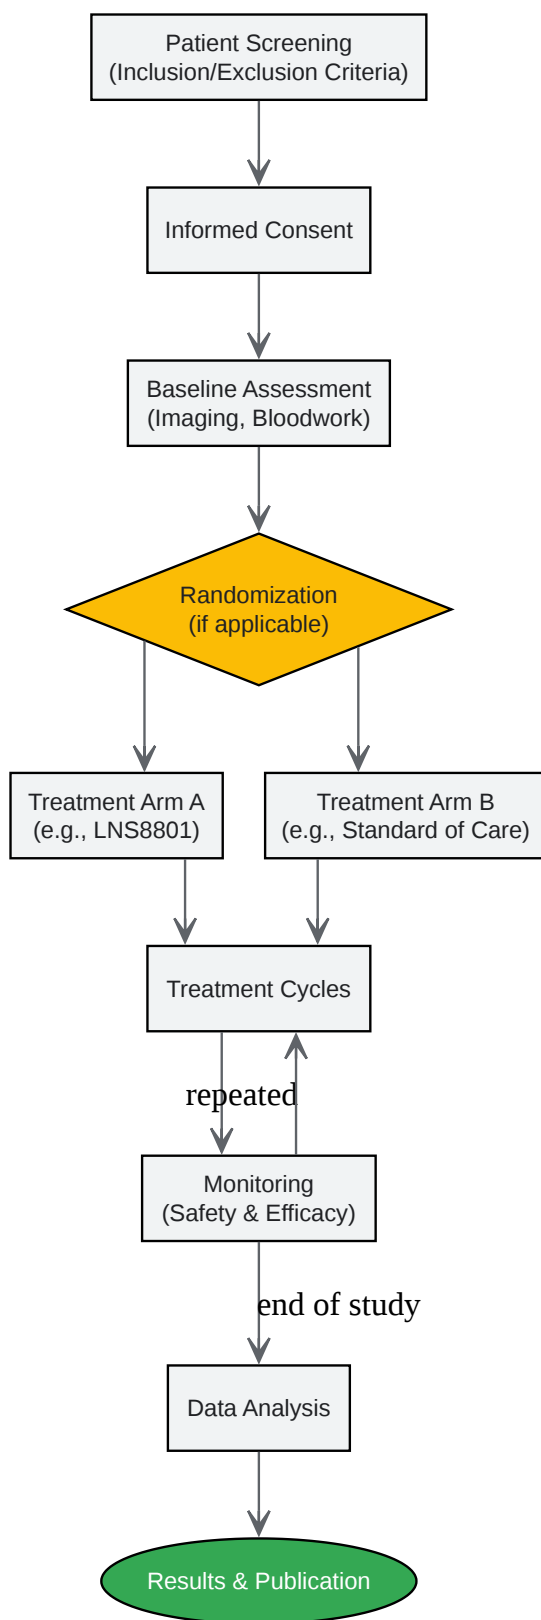 Patient Screening
(Inclusion/Exclusion Criteria)
Informed Consent
Baseline Assessment
(Imaging, Bloodwork)
Randomization
(if applicable)
Treatment Arm A
(e.g., LNS8801)
Treatment Arm B
(e.g., Standard of Care)
Treatment Cycles
repeated
Monitoring
(Safety & Efficacy)
end of study
Data Analysis
Results & Publication